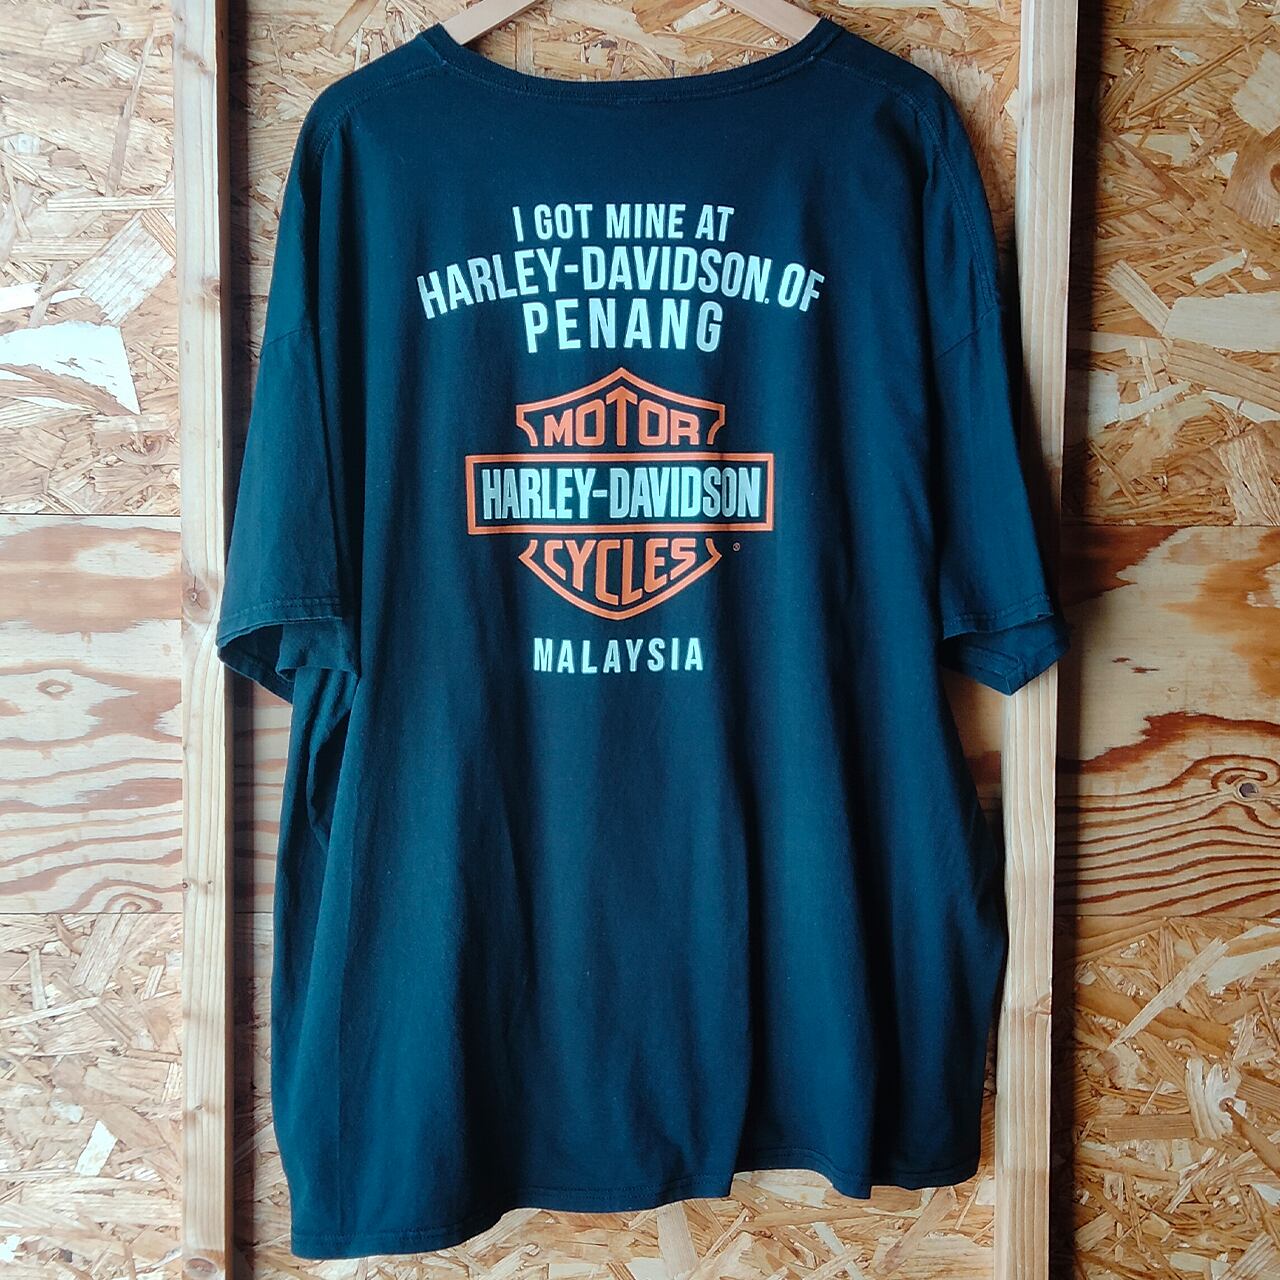 I GOT MINE AT
HARLEY-DAVIDSON. OF
PENANG
MOTOR
HARLEY-DAVIDSON
CYCLES ®
MALAYSIA